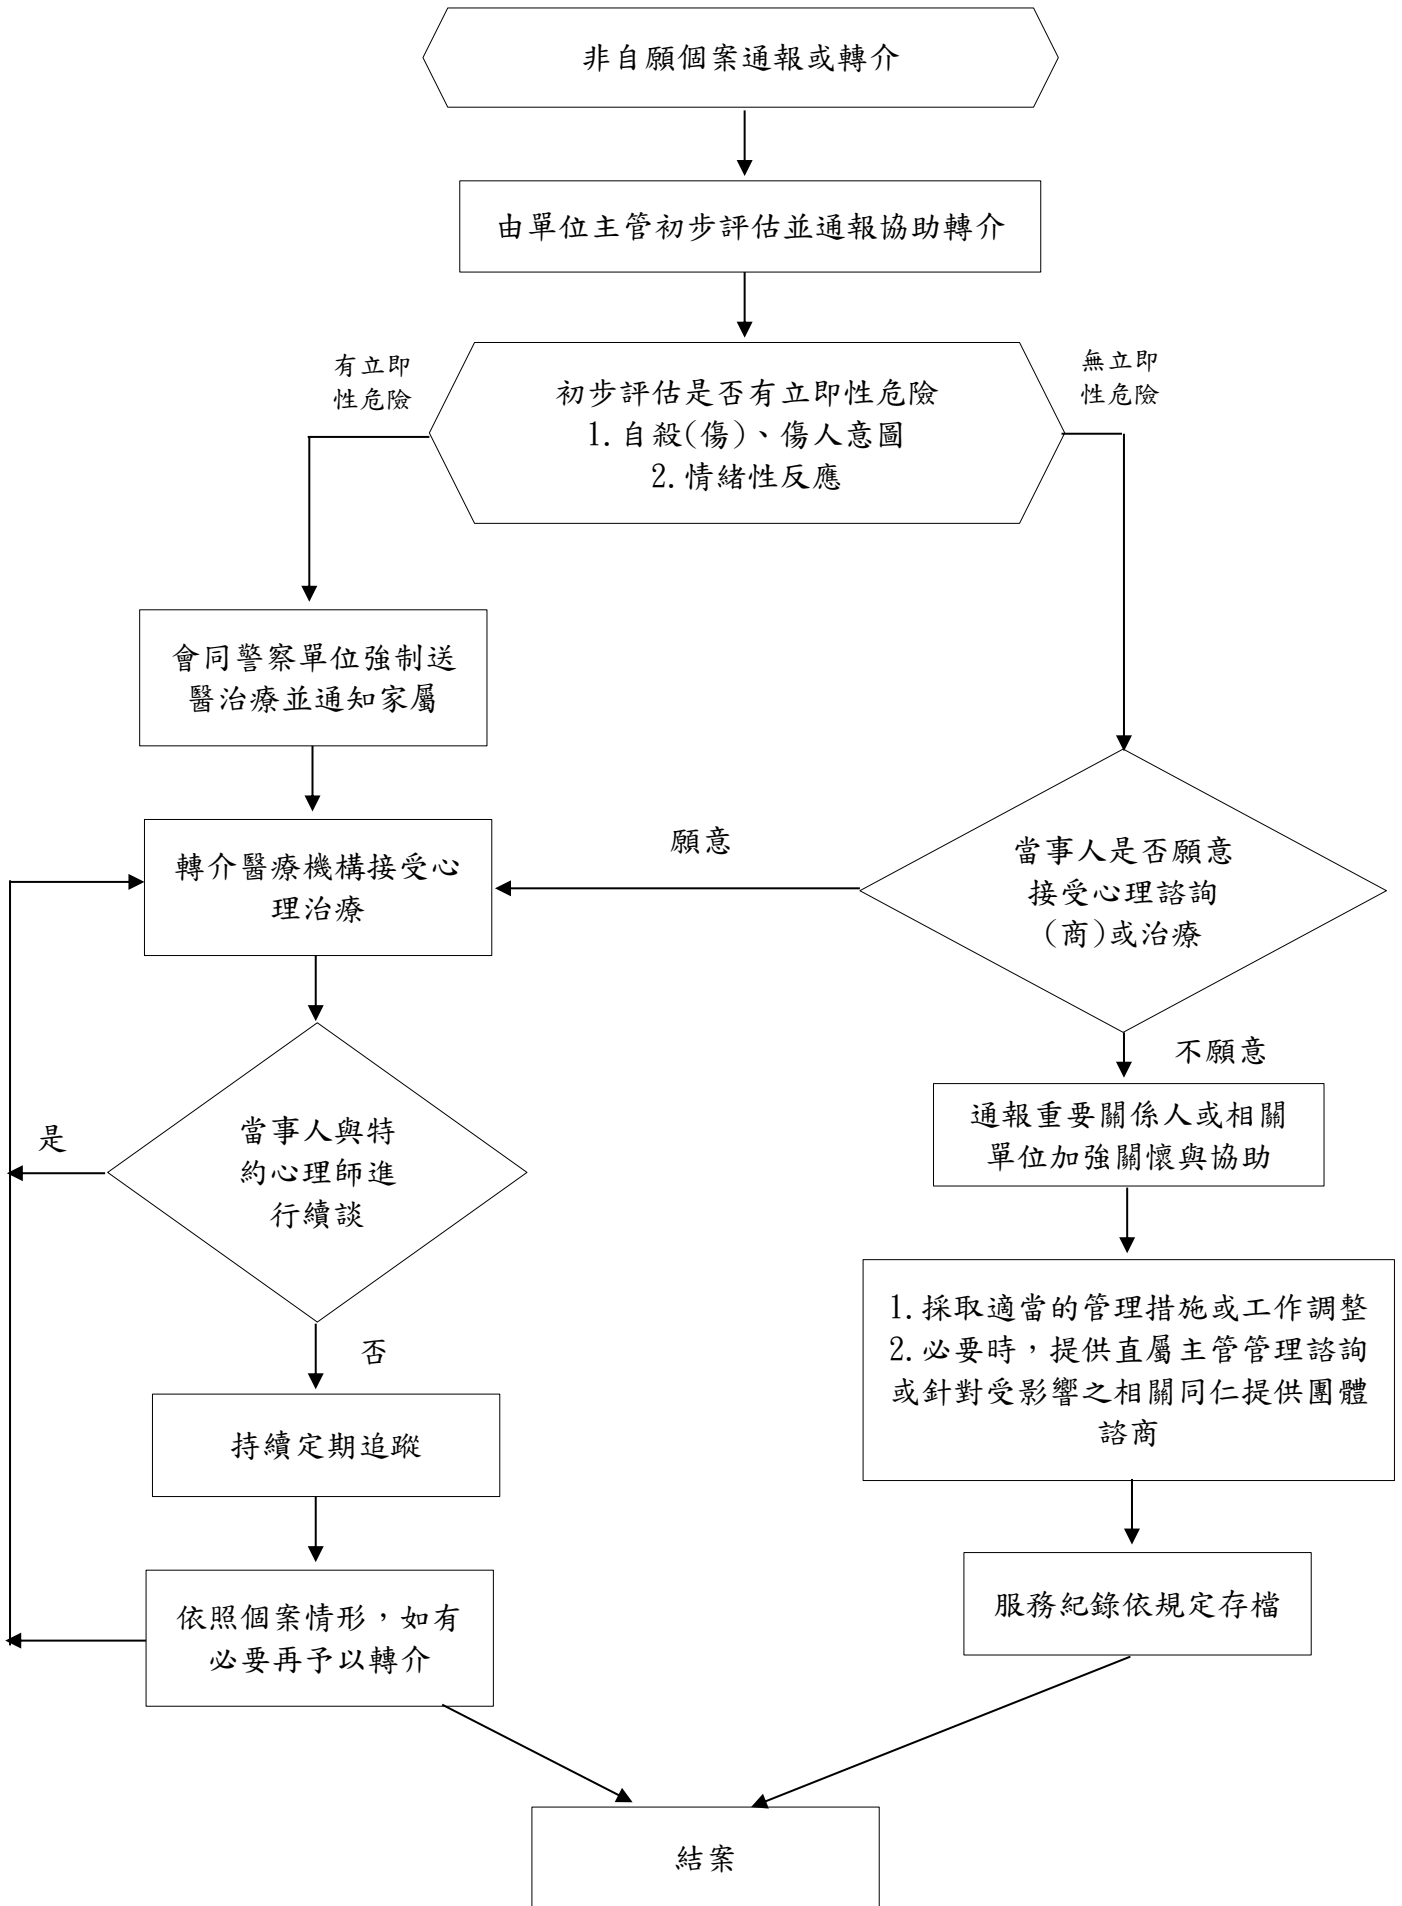 非自願個案通報或轉介
由單位主管初步評估並通報協助轉介
有立即
性危險
初步評估是否有立即性危險
1.自殺(傷)、傷人意圖
2.情緒性反應
無立即
性危險
會同警察單位強制送
醫治療並通知家屬
轉介醫療機構接受心
理治療
願意
當事人是否願意
接受心理諮詢
(商)或治療
不願意
是
當事人與特
約心理師進
行續談
通報重要關係人或相關
單位加強關懷與協助
否
1.採取適當的管理措施或工作調整
2.必要時，提供直屬主管管理諮詢
或針對受影響之相關同仁提供團體
諮商
持續定期追蹤
依照個案情形，如有
必要再予以轉介
服務紀錄依規定存檔
結案